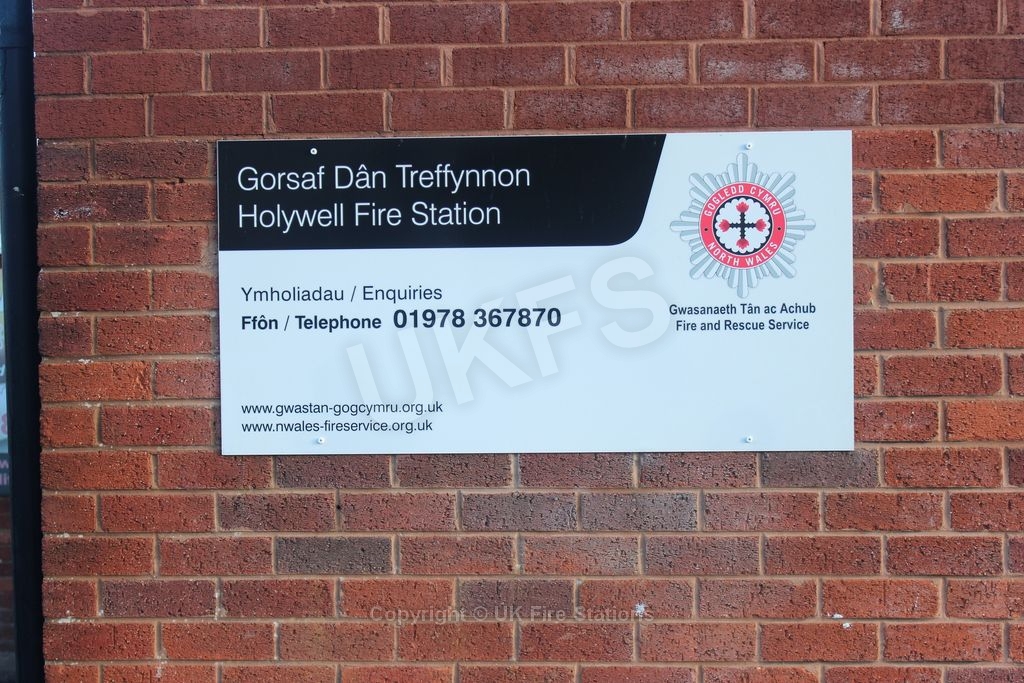 Gorsaf Dân Treffynnon
Holywell Fire Station
GOGLEDD CYMRU
NORTH WALES
Ymholiadau / Enquiries
Ffôn / Telephone 01978 367870
Gwasanaeth Tân ac Achub
Fire and Rescue Service
UKFS
www.gwastan-gogcymru.org.uk
www.nwales-fireservice.org.uk
Copyright © UK Fire Stations